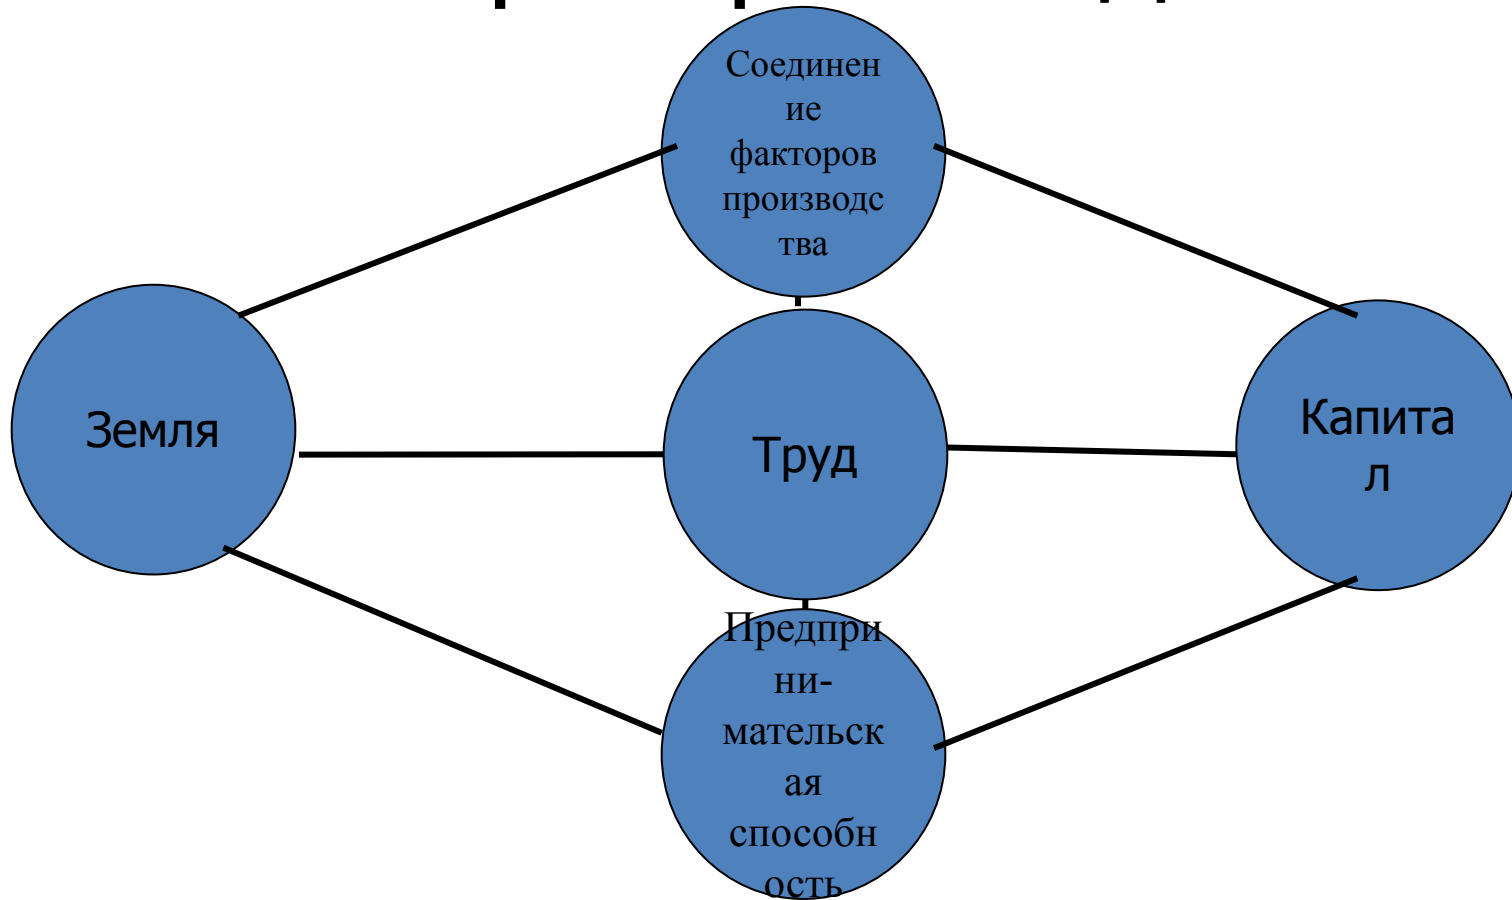 Соединен
ие
факторов
производс
тва
Земля
Труд
Капита
л
Предпри
ни-
мательск
ая
способн
ость